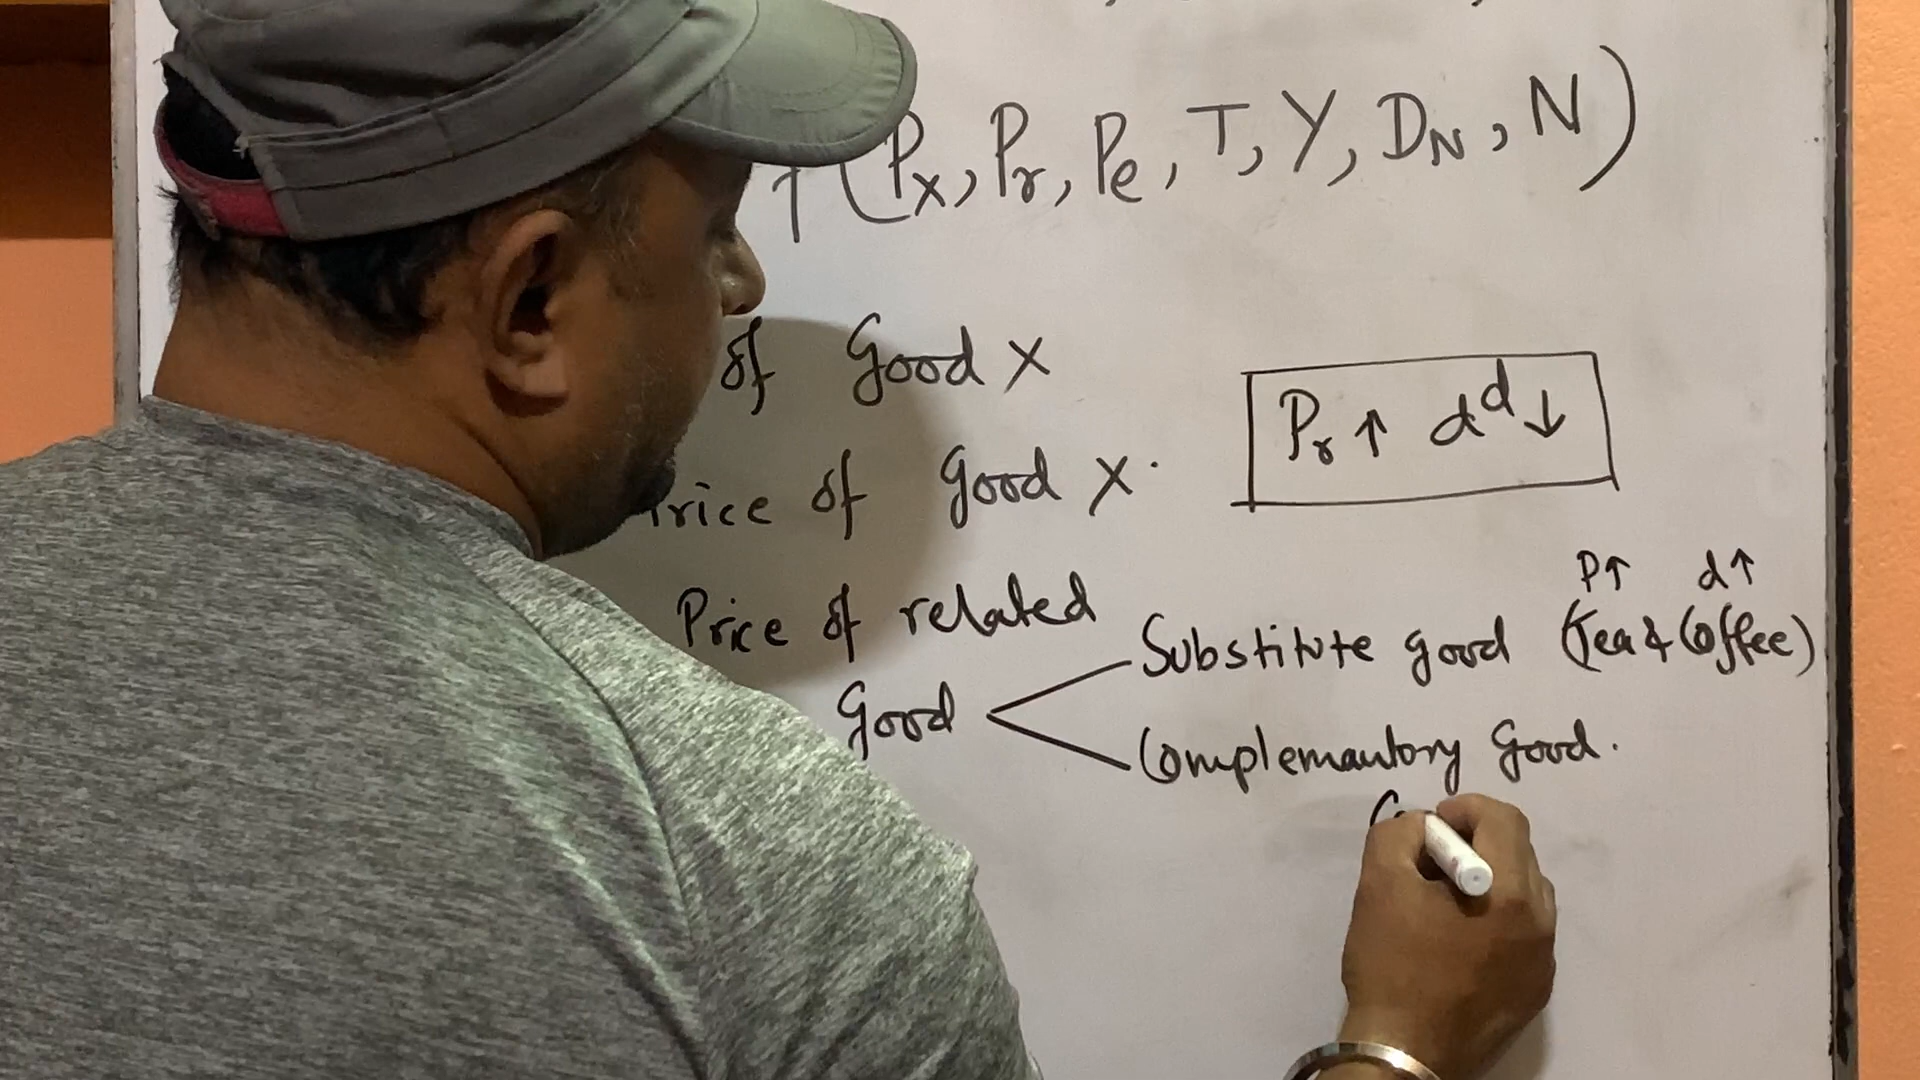 f(Px, Pr, Pe, T, Y, DN, N)
of Good X
Pr↑ dd↓
Price of Good X.
P↑ d↑
Price of related
Substitute good (Tea & Coffee)
Good
Complemantory Good.